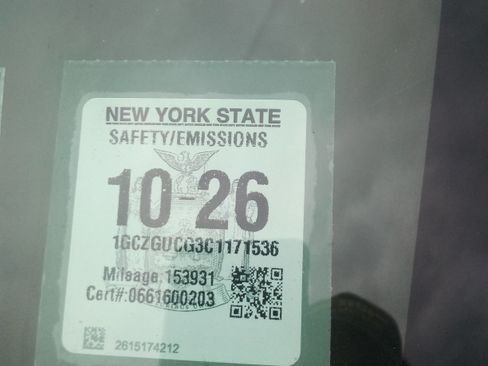 NEW YORK STATE
SAFETY/EMISSIONS
10-26
1GCZGUCG3C1171536
Mileage:153931
Cert#:0661600203
2615174212